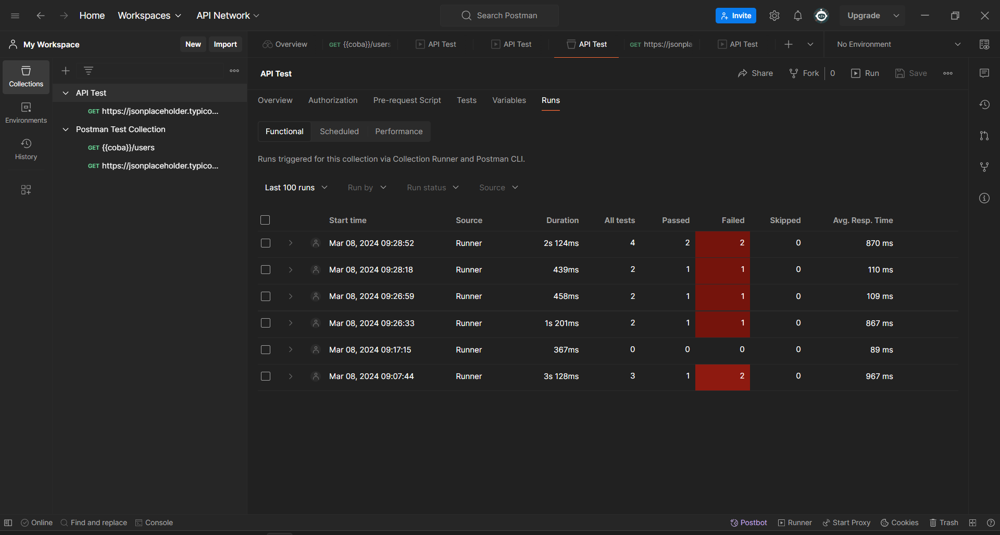 Home Workspaces API Network Search Postman Invite Upgrade
My Workspace New Import Overview GET {{coba}}/users API Test API Test API Test GET https://jsonpla API Test No Environment
Collections
Environments
History
API Test
GET https://jsonplaceholder.typico...
Postman Test Collection
GET {{coba}}/users
GET https://jsonplaceholder.typico...
API Test Share Fork 0 Run Save
Overview Authorization Pre-request Script Tests Variables Runs
Functional Scheduled Performance
Runs triggered for this collection via Collection Runner and Postman CLI.
Last 100 runs Run by Run status Source
Start time Source Duration All tests Passed Failed Skipped Avg. Resp. Time
Mar 08, 2024 09:28:52 Runner 2s 124ms 4 2 2 0 870 ms
Mar 08, 2024 09:28:18 Runner 439ms 2 1 1 0 110 ms
Mar 08, 2024 09:26:59 Runner 458ms 2 1 1 0 109 ms
Mar 08, 2024 09:26:33 Runner 1s 201ms 2 1 1 0 867 ms
Mar 08, 2024 09:17:15 Runner 367ms 0 0 0 0 89 ms
Mar 08, 2024 09:07:44 Runner 3s 128ms 3 1 2 0 967 ms
Online Find and replace Console Postbot Runner Start Proxy Cookies Trash